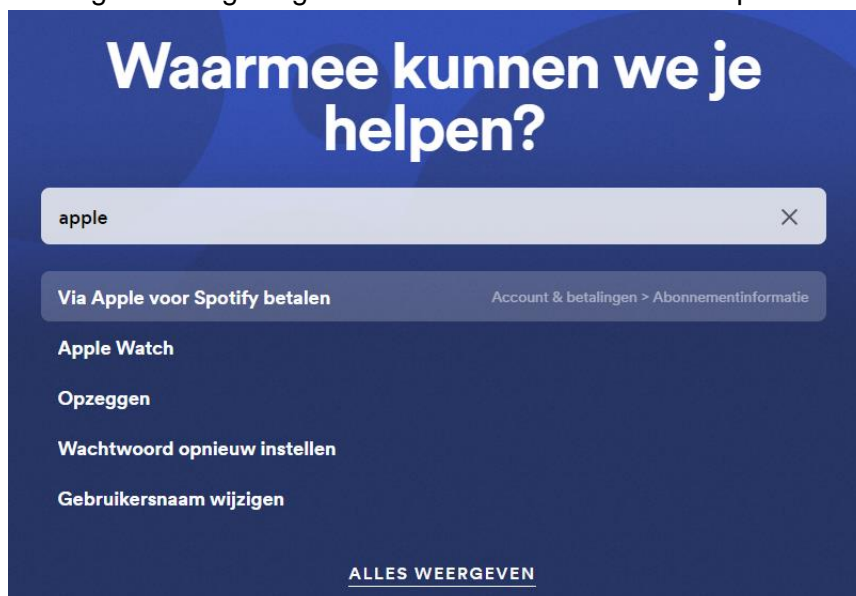 Waarmee kunnen we je
helpen?
apple
Via Apple voor Spotify betalen Account & betalingen > Abonnementinformatie
Apple Watch
Opzeggen
Wachtwoord opnieuw instellen
Gebruikersnaam wijzigen
ALLES WEERGEVEN